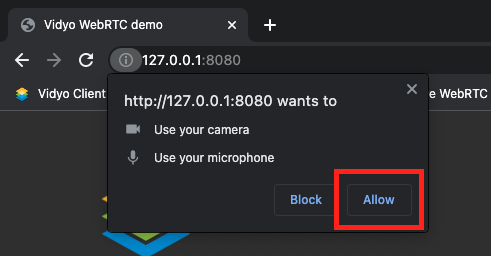 Vidyo WebRTC demo
127.0.0.1:8080
Vidyo Client
e WebRTC
http://127.0.0.1:8080 wants to
Use your camera
Use your microphone
Block
Allow